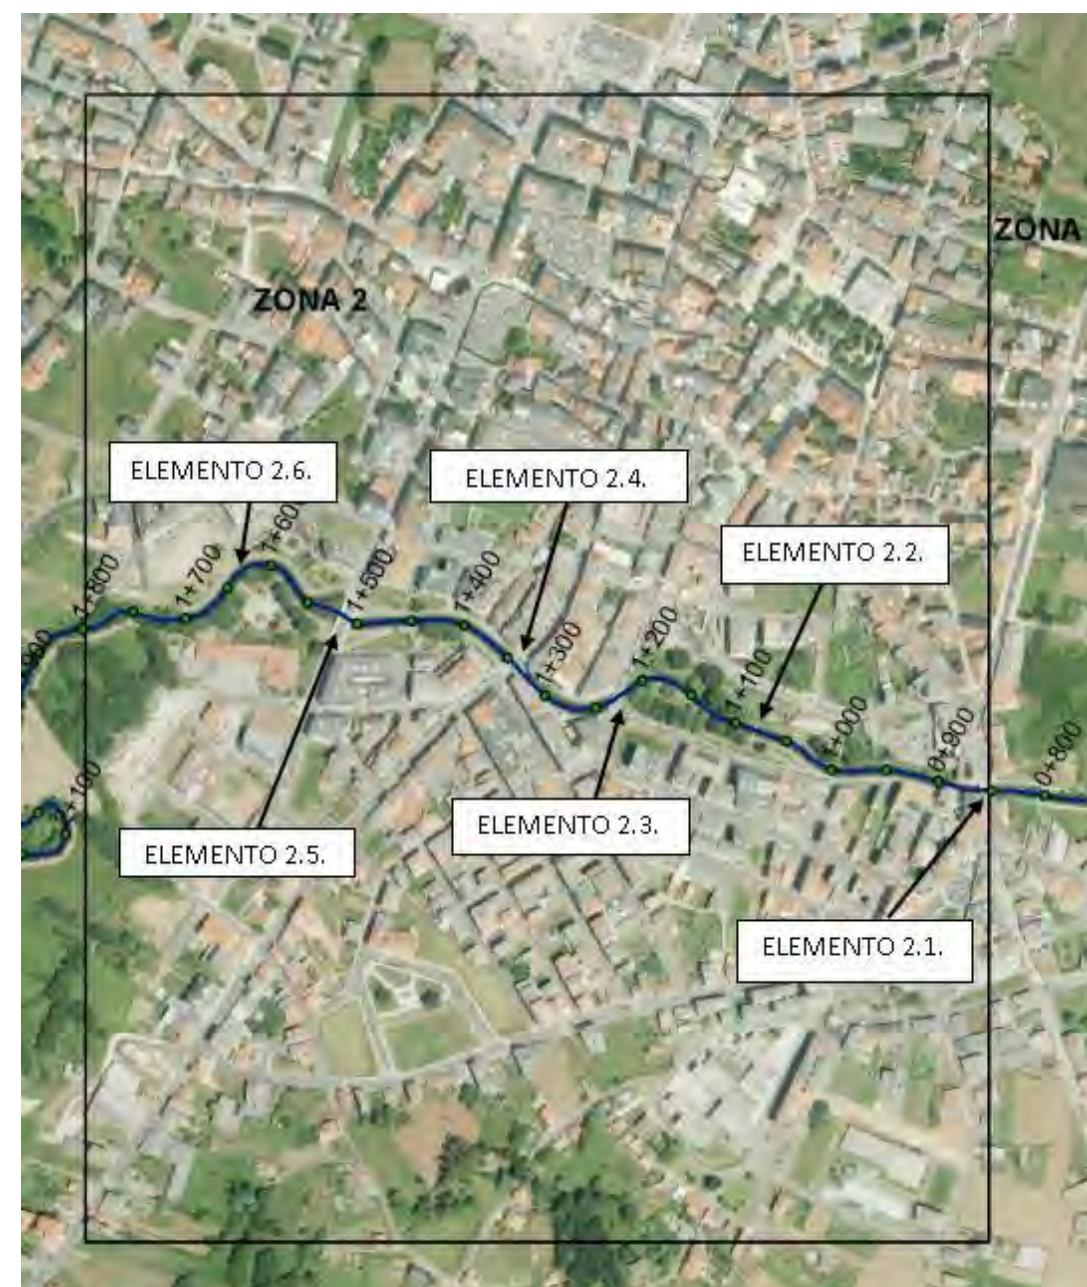 ZONA
ZONA 2
ELEMENTO 2.6.
ELEMENTO 2.4.
ELEMENTO 2.2.
1+800
1+700
1+600
1+500
1+400
1+300
1+200
1+100
1+000
0+900
0+800
ELEMENTO 2.5.
ELEMENTO 2.3.
ELEMENTO 2.1.